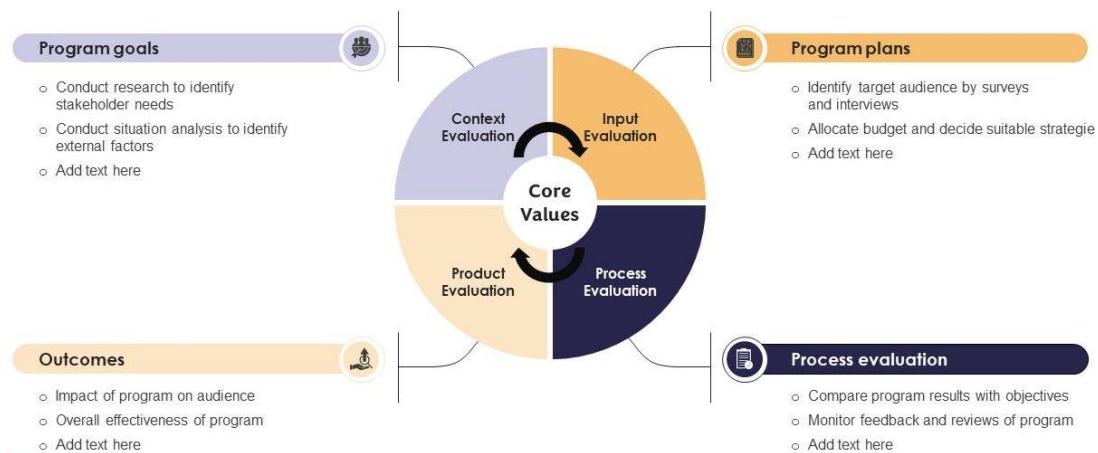 Program goals
Conduct research to identify
stakeholder needs
Conduct situation analysis to identify
external factors
Add text here
Program plans
Identify target audience by surveys
and interviews
Allocate budget and decide suitable strategie
Add text here
Context
Evaluation
Input
Evaluation
Core
Values
Product
Evaluation
Process
Evaluation
Outcomes
Impact of program on audience
Overall effectiveness of program
Add text here
Process evaluation
Compare program results with objectives
Monitor feedback and reviews of program
Add text here